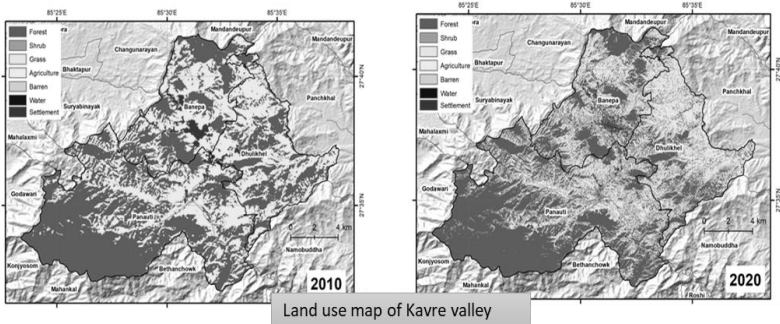 85°25'E 85°30'E 85°35'E
Mandandeupur
Forest
Shrub
Grass
Agriculture
Barren
Water
Settlement
Changunarayan
Mandandeupur
Bhaktapur
27°40'N
Banepa
Panchkhal
Suryabinayak
Mahalaxmi
Dhulikhel
Godawari
27°35'N
Panauti
0 2 4 km
Namobuddha
Konjyosom
Bethanchowk
2010
Mahankal
85°25'E 85°30'E 85°35'E
Mandandeupur
Forest
Shrub
Grass
Agriculture
Barren
Water
Settlement
Changunarayan
Mandandeupur
Bhaktapur
27°40'N
Banepa
Panchkhal
Suryabinayak
Mahalaxmi
Dhulikhel
Godawari
27°35'N
Panauti
0 2 4 km
Namobuddha
Konjyosom
Bethanchowk
2020
Mahankal
Roshi
Land use map of Kavre valley